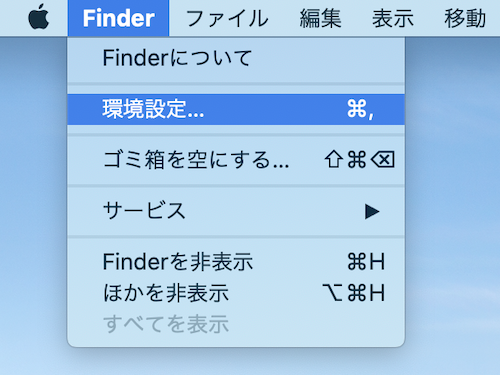 Finder ファイル 編集 表示 移動
Finderについて
環境設定... ⌘,
ゴミ箱を空にする... ⇧⌘⌫
サービス ▶
Finderを非表示 ⌘H
ほかを非表示 ⌥⌘H
すべてを表示